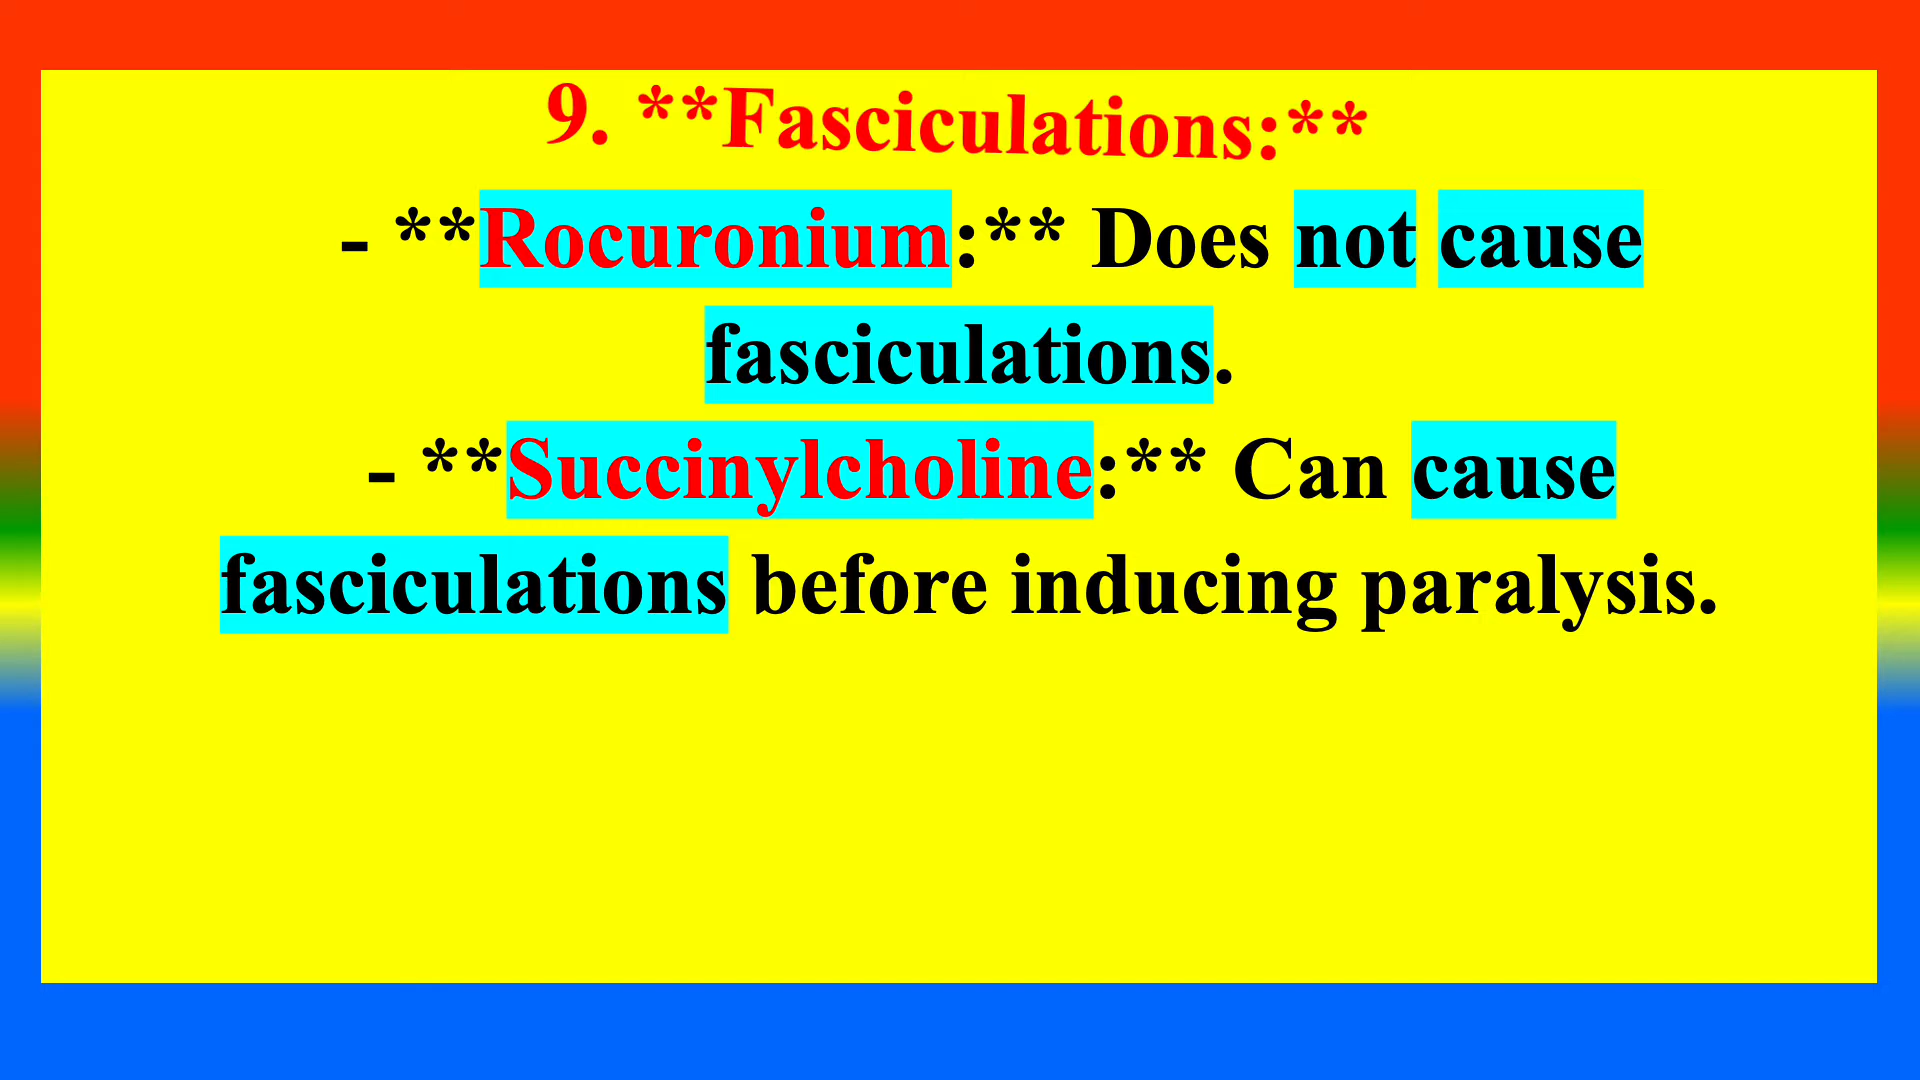 9. **Fasciculations:**
- **Rocuronium:** Does not cause
fasciculations.
- **Succinylcholine:** Can cause
fasciculations before inducing paralysis.